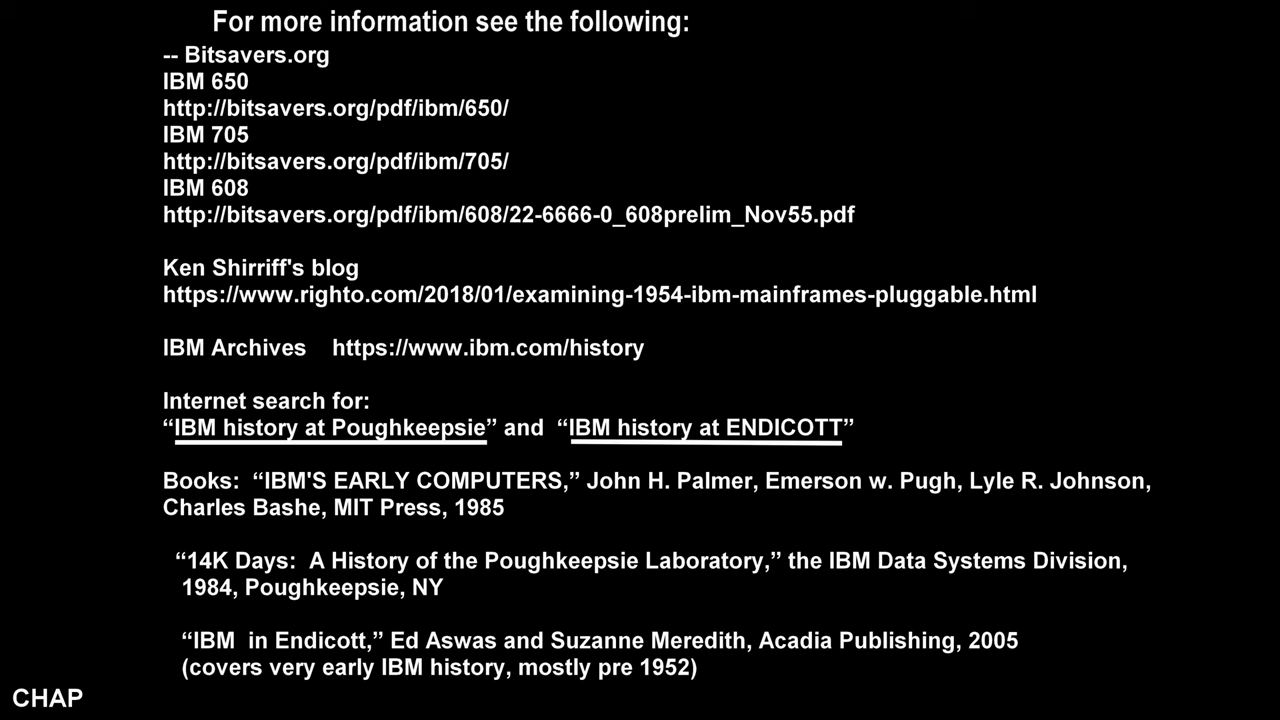 For more information see the following:
-- Bitsavers.org
IBM 650
http://bitsavers.org/pdf/ibm/650/
IBM 705
http://bitsavers.org/pdf/ibm/705/
IBM 608
http://bitsavers.org/pdf/ibm/608/22-6666-0_608prelim_Nov55.pdf
Ken Shirriff's blog
https://www.righto.com/2018/01/examining-1954-ibm-mainframes-pluggable.html
IBM Archives    https://www.ibm.com/history
Internet search for:
“IBM history at Poughkeepsie” and  “IBM history at ENDICOTT”
Books:  “IBM'S EARLY COMPUTERS,” John H. Palmer, Emerson w. Pugh, Lyle R. Johnson,
Charles Bashe, MIT Press, 1985
“14K Days:  A History of the Poughkeepsie Laboratory,” the IBM Data Systems Division,
1984, Poughkeepsie, NY
“IBM  in Endicott,” Ed Aswas and Suzanne Meredith, Acadia Publishing, 2005
(covers very early IBM history, mostly pre 1952)
CHAP